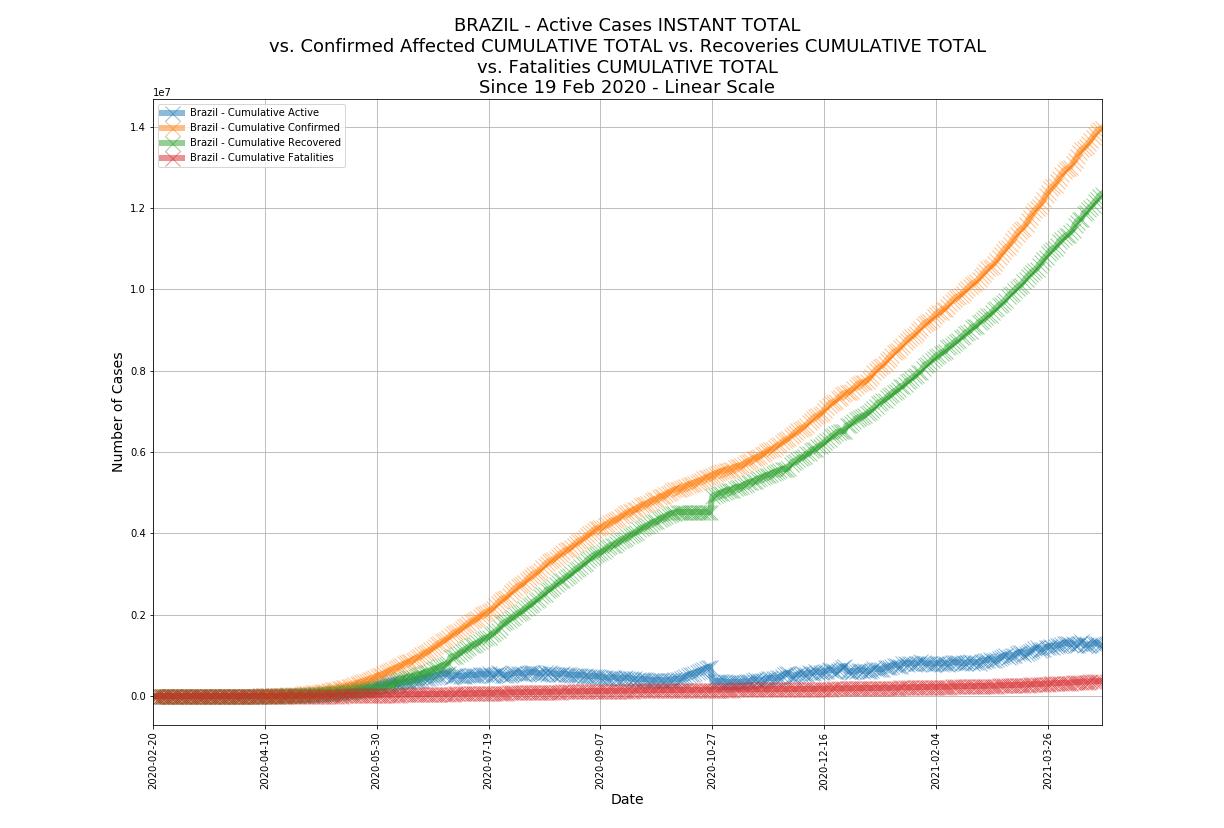 BRAZIL - Active Cases INSTANT TOTAL
vs. Confirmed Affected CUMULATIVE TOTAL vs. Recoveries CUMULATIVE TOTAL
vs. Fatalities CUMULATIVE TOTAL
Since 19 Feb 2020 - Linear Scale
1e7
Brazil - Cumulative Active
Brazil - Cumulative Confirmed
Brazil - Cumulative Recovered
Brazil - Cumulative Fatalities
1.4
1.2
1.0
0.8
0.6
0.4
0.2
0.0
Number of Cases
2020-02-20
2020-04-10
2020-05-30
2020-07-19
2020-09-07
2020-10-27
2020-12-16
2021-02-04
2021-03-26
Date